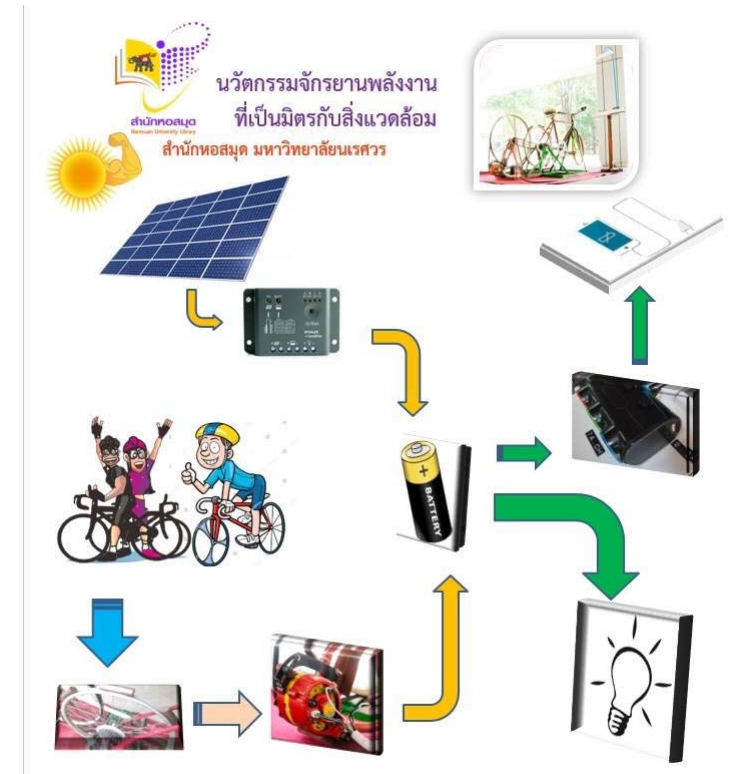 นวัตกรรมจักรยานพลังงาน
ที่เป็นมิตรกับสิ่งแวดล้อม
สำนักหอสมุด
Naresuan University Library
สำนักหอสมุด มหาวิทยาลัยนเรศวร
BATTERY